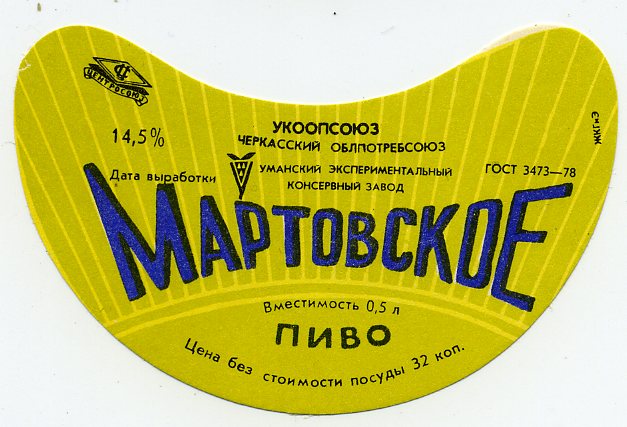 ЦЕНТРОСОЮЗ
14,5%
УКООПСОЮЗ
ЧЕРКАССКИЙ ОБЛПОТРЕБСОЮЗ
УМАНСКИЙ ЭКСПЕРИМЕНТАЛЬНЫЙ
КОНСЕРВНЫЙ ЗАВОД
Дата выработки
ГОСТ 3473—78
МАРТОВСКОЕ
Вместимость 0,5 л
ПИВО
Цена без стоимости посуды 32 коп.